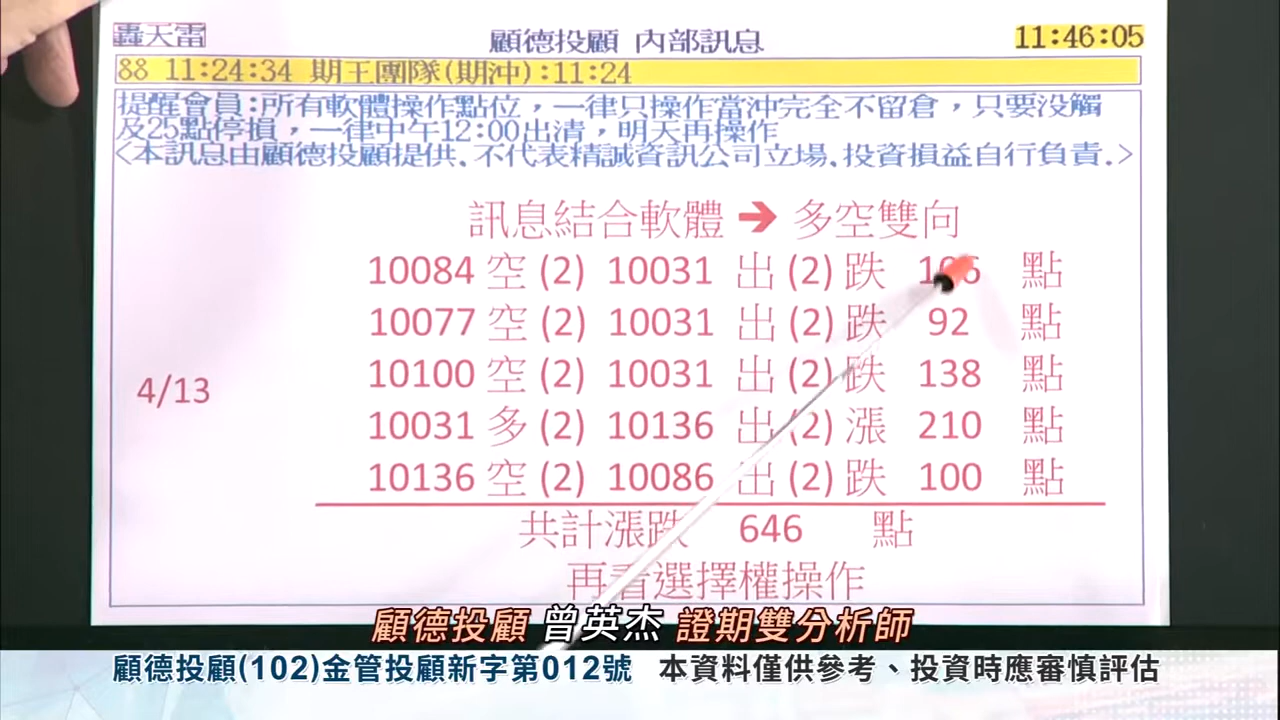 轟天雷 顧德投顧 內部訊息 11:46:05
88 11:24:34 期王團隊(期沖):11:24
提醒會員:所有軟體操作點位，一律只操作當沖完全不留倉，只要没觸
及25點停損，一律中午12:00出清，明天再操作
<本訊息由顧德投顧提供.不代表精誠資訊公司立場.投資損益自行負責.>
訊息結合軟體 ➔ 多空雙向
10084 空 (2) 10031 出 (2) 跌 106 點
10077 空 (2) 10031 出 (2) 跌 92 點
10100 空 (2) 10031 出 (2) 跌 138 點
4/13
10031 多 (2) 10136 出 (2) 漲 210 點
10136 空 (2) 10086 出 (2) 跌 100 點
共計漲跌 646 點
再看選擇權操作
顧德投顧 曾英杰 證期雙分析師
顧德投顧(102)金管投顧新字第012號 本資料僅供參考、投資時應審慎評估